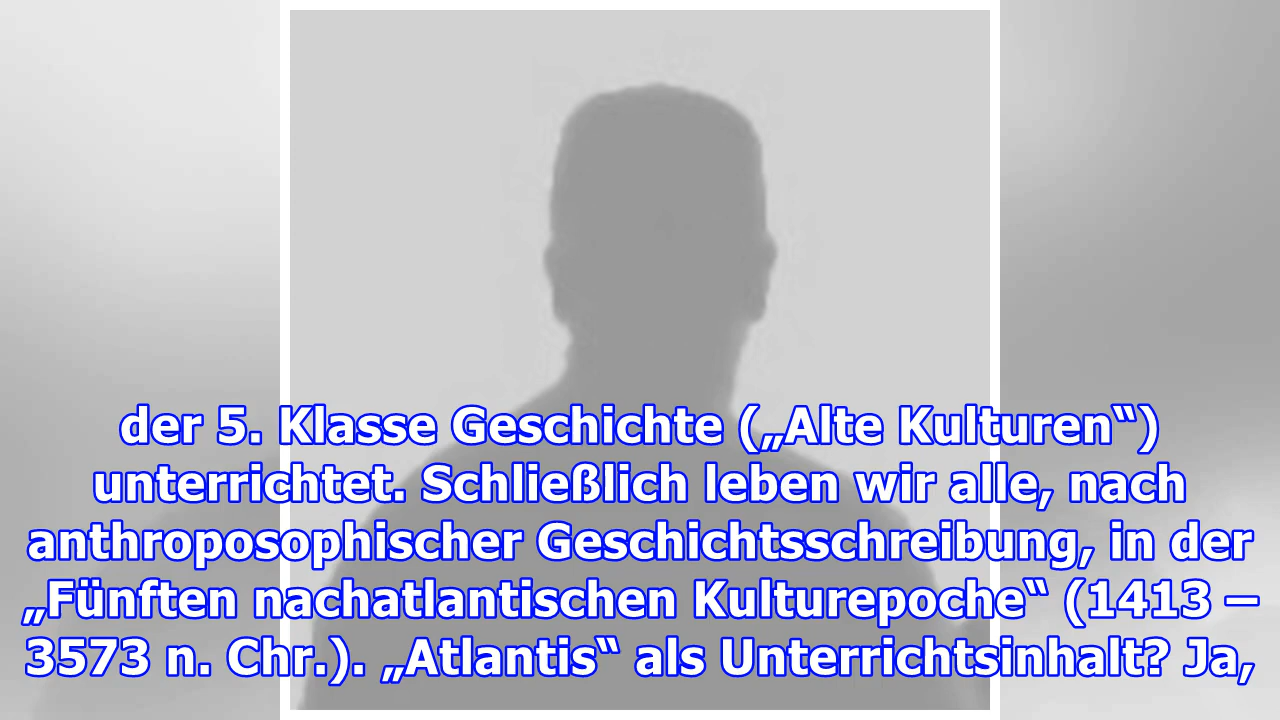 der 5. Klasse Geschichte („Alte Kulturen“)
unterrichtet. Schließlich leben wir alle, nach
anthroposophischer Geschichtsschreibung, in der
„Fünften nachatlantischen Kulturepoche“ (1413 –
3573 n. Chr.). „Atlantis“ als Unterrichtsinhalt? Ja,